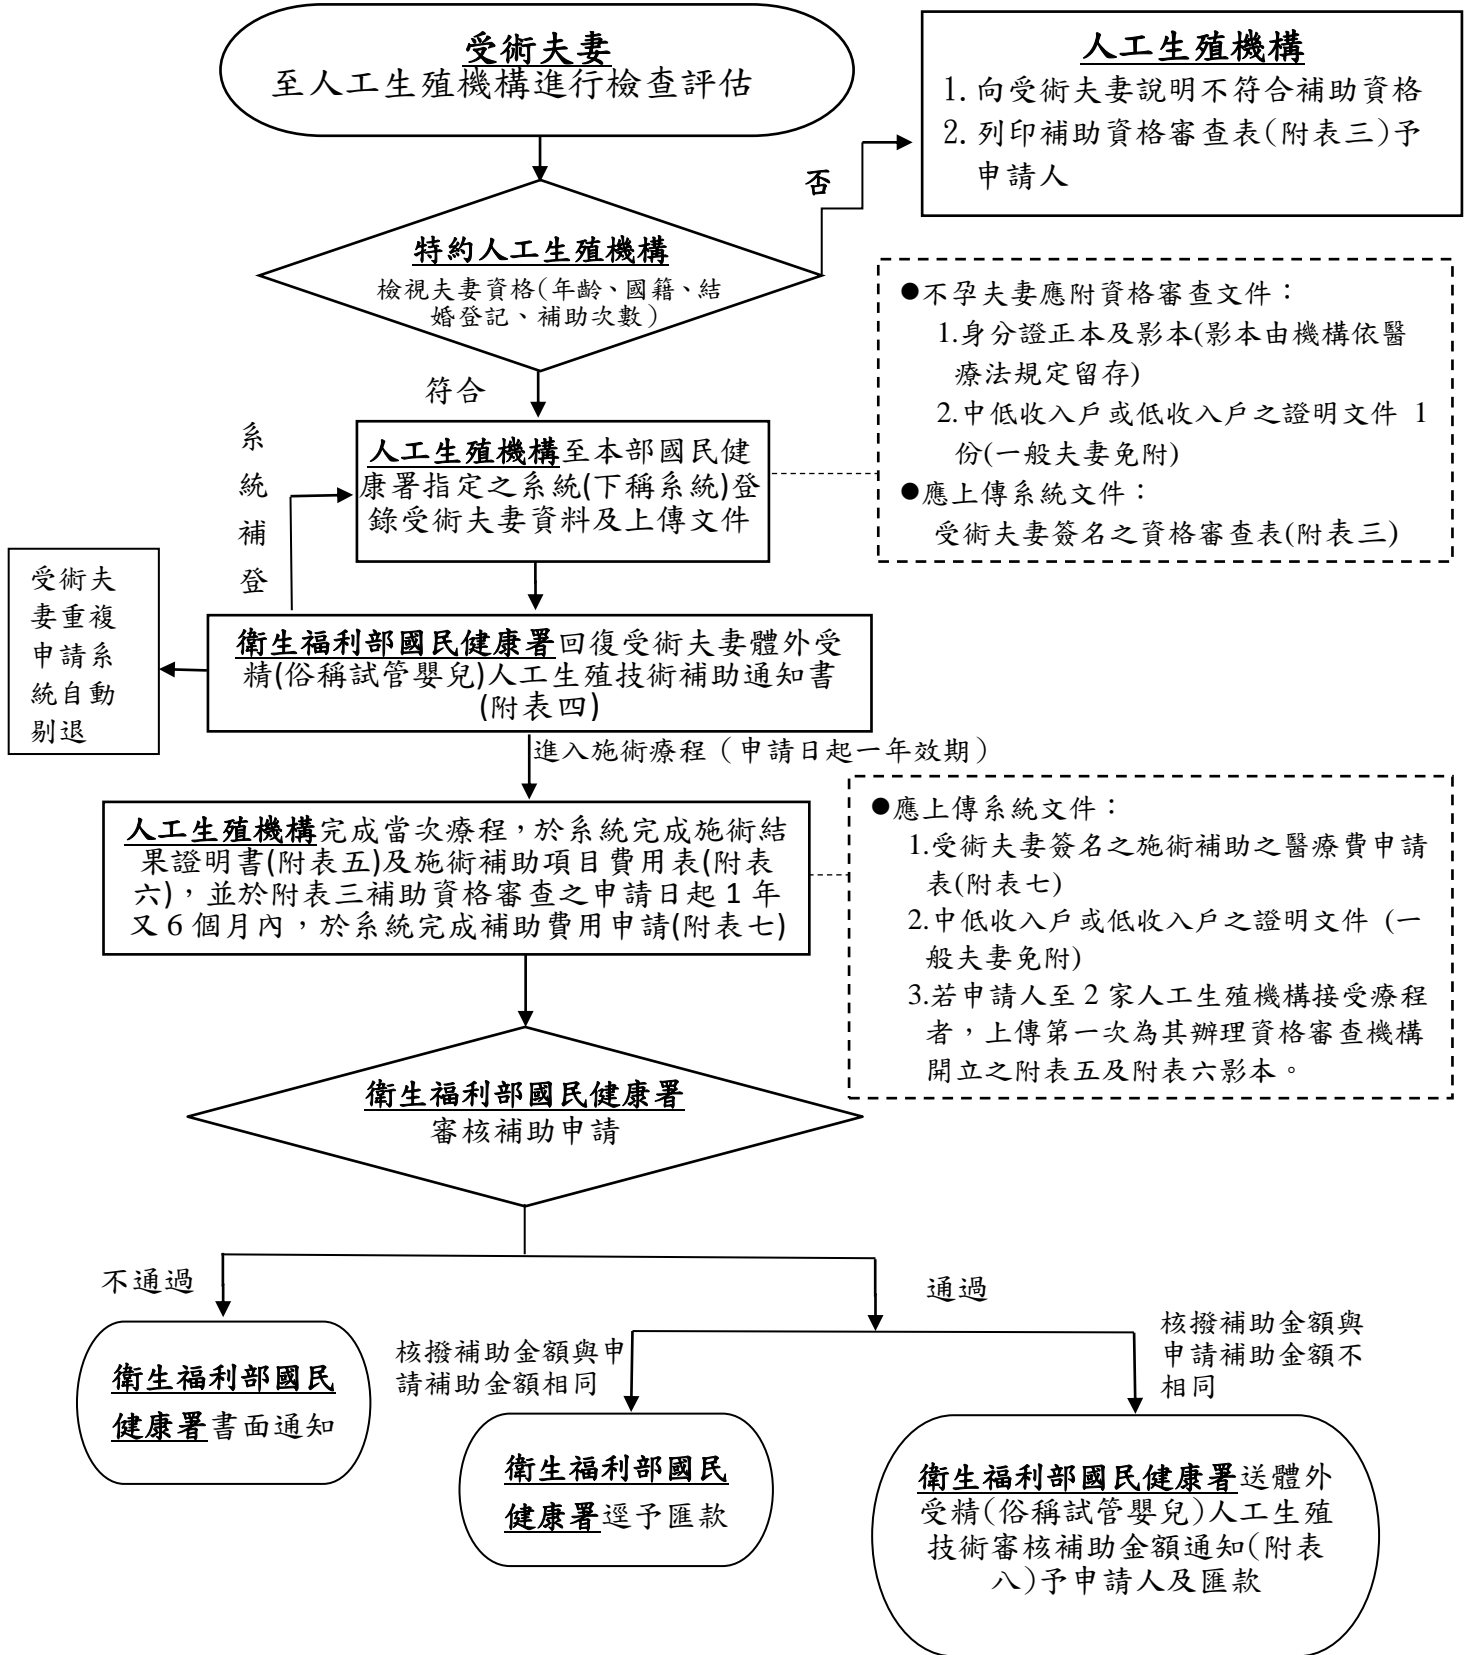 受術夫妻
至人工生殖機構進行檢查評估
人工生殖機構
1. 向受術夫妻說明不符合補助資格
2. 列印補助資格審查表(附表三)予
申請人
否
特約人工生殖機構
檢視夫妻資格(年齡、國籍、結
婚登記、補助次數)
●不孕夫妻應附資格審查文件：
1.身分證正本及影本(影本由機構依醫
療法規定留存)
2.中低收入戶或低收入戶之證明文件 1
份(一般夫妻免附)
●應上傳系統文件：
受術夫妻簽名之資格審查表(附表三)
符合
系
統
補
登
人工生殖機構至本部國民健
康署指定之系統(下稱系統)登
錄受術夫妻資料及上傳文件
受術夫
妻重複
申請系
統自動
剔退
衛生福利部國民健康署回復受術夫妻體外受
精(俗稱試管嬰兒)人工生殖技術補助通知書
(附表四)
進入施術療程（申請日起一年效期）
人工生殖機構完成當次療程，於系統完成施術結
果證明書(附表五)及施術補助項目費用表(附表
六)，並於附表三補助資格審查之申請日起 1 年
又 6 個月內，於系統完成補助費用申請(附表七)
●應上傳系統文件：
1.受術夫妻簽名之施術補助之醫療費申請
表(附表七)
2.中低收入戶或低收入戶之證明文件 (一
般夫妻免附)
3.若申請人至 2 家人工生殖機構接受療程
者，上傳第一次為其辦理資格審查機構
開立之附表五及附表六影本。
衛生福利部國民健康署
審核補助申請
不通過
通過
核撥補助金額與申
請補助金額相同
核撥補助金額與
申請補助金額不
相同
衛生福利部國民
健康署書面通知
衛生福利部國民
健康署逕予匯款
衛生福利部國民健康署送體外
受精(俗稱試管嬰兒)人工生殖
技術審核補助金額通知(附表
八)予申請人及匯款